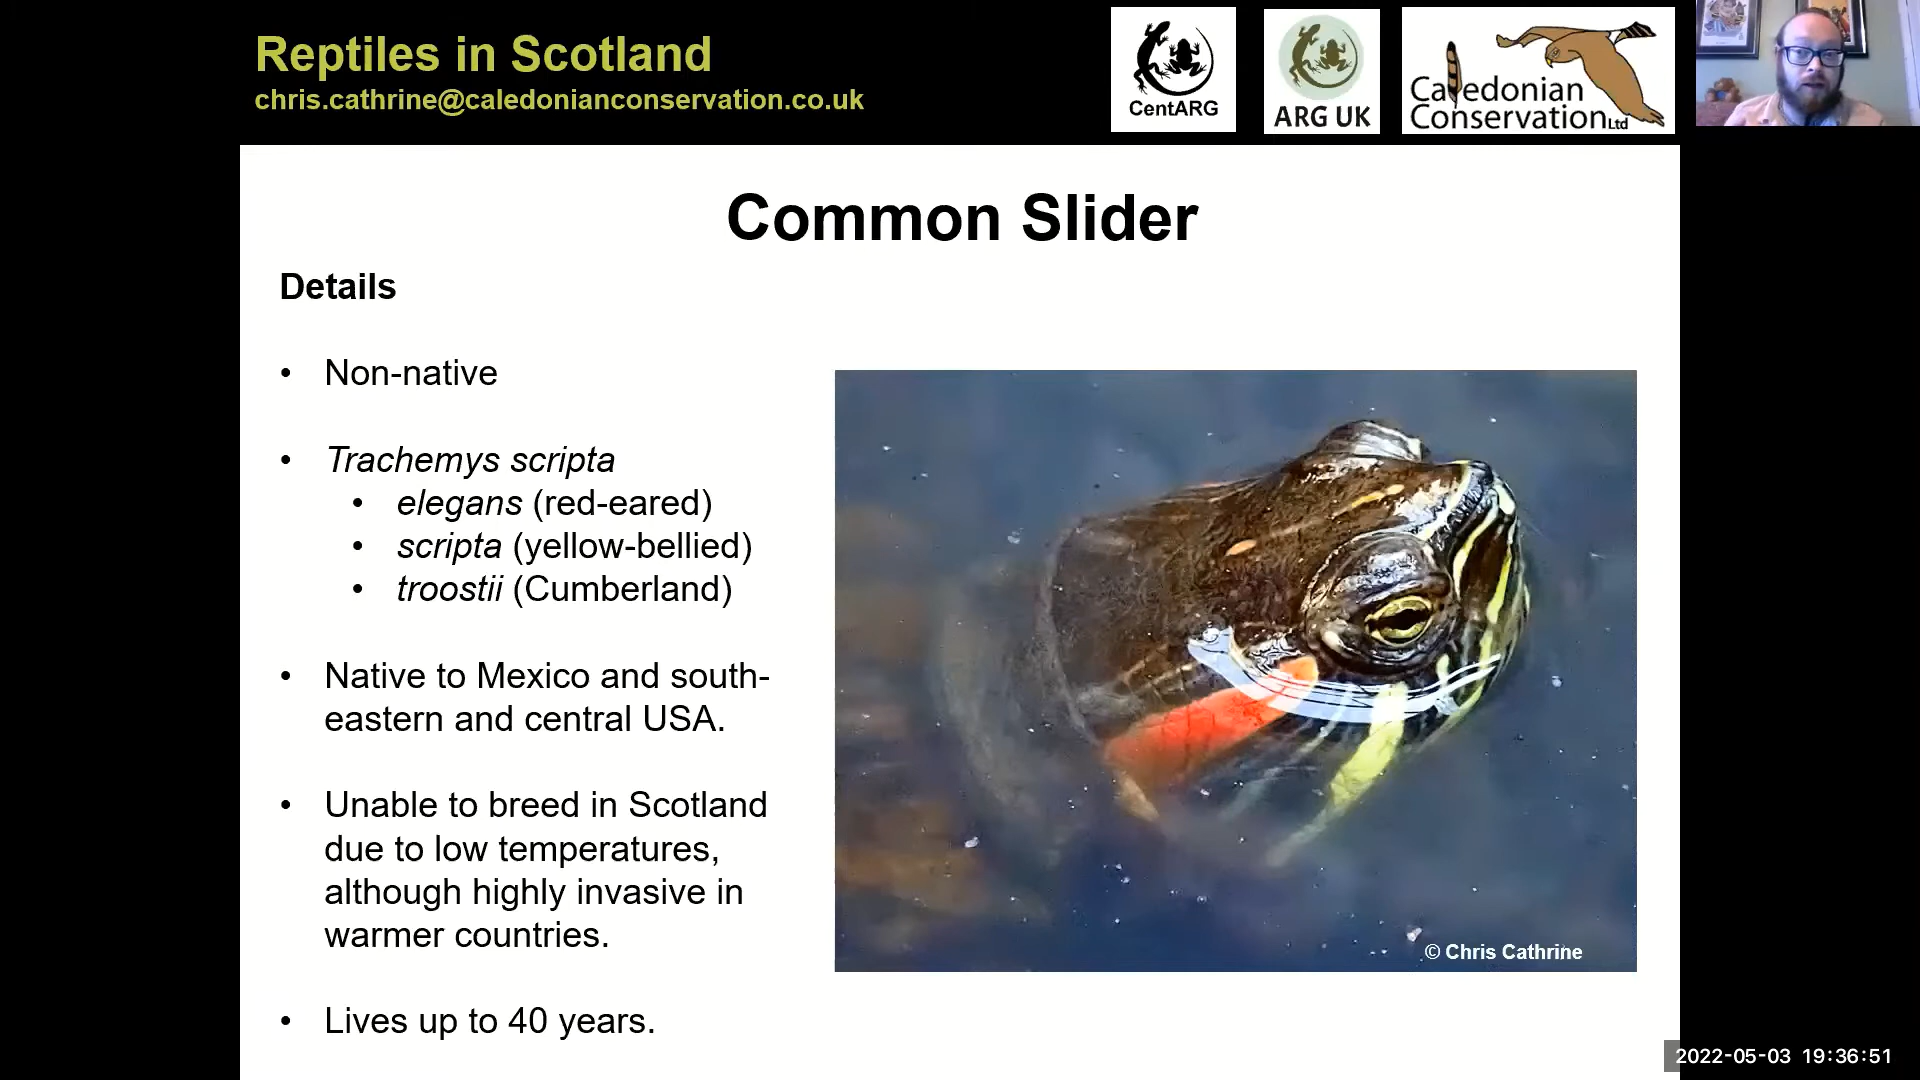 Reptiles in Scotland
chris.cathrine@caledonianconservation.co.uk
CentARG
ARG UK
Caledonian
Conservation Ltd
Common Slider
Details
• Non-native
• Trachemys scripta
• elegans (red-eared)
• scripta (yellow-bellied)
• troostii (Cumberland)
• Native to Mexico and south-
eastern and central USA.
• Unable to breed in Scotland
due to low temperatures,
although highly invasive in
warmer countries.
• Lives up to 40 years.
© Chris Cathrine
2022-05-03 19:36:51